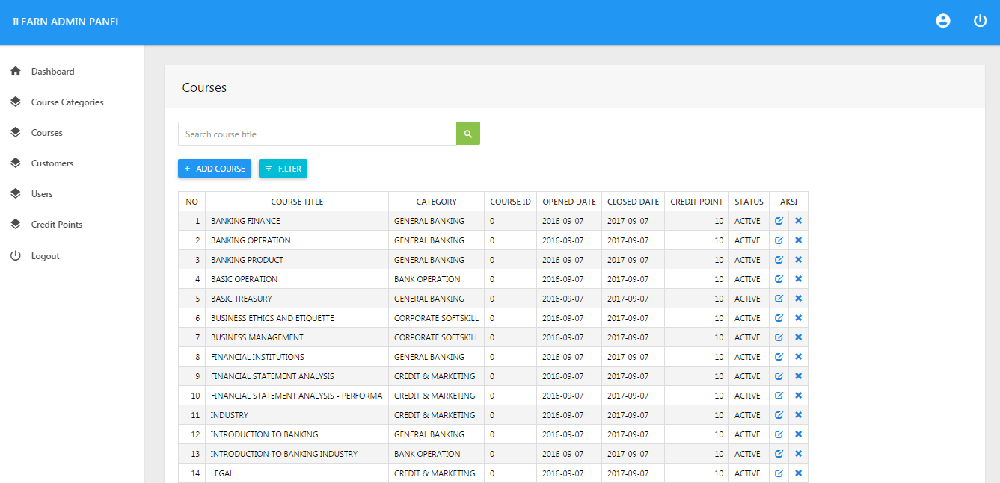 ILEARN ADMIN PANEL
Dashboard
Course Categories
Courses
Customers
Users
Credit Points
Logout
Courses
Search course title
+ ADD COURSE FILTER
NO COURSE TITLE CATEGORY COURSE ID OPENED DATE CLOSED DATE CREDIT POINT STATUS AKSI
1 BANKING FINANCE GENERAL BANKING 0 2016-09-07 2017-09-07 10 ACTIVE
2 BANKING OPERATION GENERAL BANKING 0 2016-09-07 2017-09-07 10 ACTIVE
3 BANKING PRODUCT GENERAL BANKING 0 2016-09-07 2017-09-07 10 ACTIVE
4 BASIC OPERATION BANK OPERATION 0 2016-09-07 2017-09-07 10 ACTIVE
5 BASIC TREASURY GENERAL BANKING 0 2016-09-07 2017-09-07 10 ACTIVE
6 BUSINESS ETHICS AND ETIQUETTE CORPORATE SOFTSKILL 0 2016-09-07 2017-09-07 10 ACTIVE
7 BUSINESS MANAGEMENT CORPORATE SOFTSKILL 0 2016-09-07 2017-09-07 10 ACTIVE
8 FINANCIAL INSTITUTIONS GENERAL BANKING 0 2016-09-07 2017-09-07 10 ACTIVE
9 FINANCIAL STATEMENT ANALYSIS CREDIT & MARKETING 0 2016-09-07 2017-09-07 10 ACTIVE
10 FINANCIAL STATEMENT ANALYSIS - PERFORMA CREDIT & MARKETING 0 2016-09-07 2017-09-07 10 ACTIVE
11 INDUSTRY CREDIT & MARKETING 0 2016-09-07 2017-09-07 10 ACTIVE
12 INTRODUCTION TO BANKING GENERAL BANKING 0 2016-09-07 2017-09-07 10 ACTIVE
13 INTRODUCTION TO BANKING INDUSTRY BANK OPERATION 0 2016-09-07 2017-09-07 10 ACTIVE
14 LEGAL CREDIT & MARKETING 0 2016-09-07 2017-09-07 10 ACTIVE